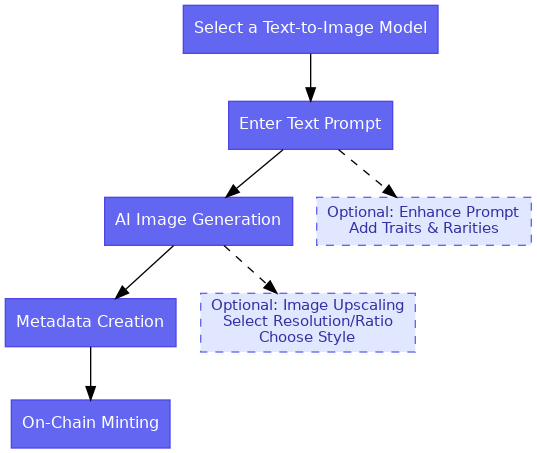 Select a Text-to-Image Model
Enter Text Prompt
AI Image Generation
Optional: Enhance Prompt
Add Traits & Rarities
Metadata Creation
Optional: Image Upscaling
Select Resolution/Ratio
Choose Style
On-Chain Minting